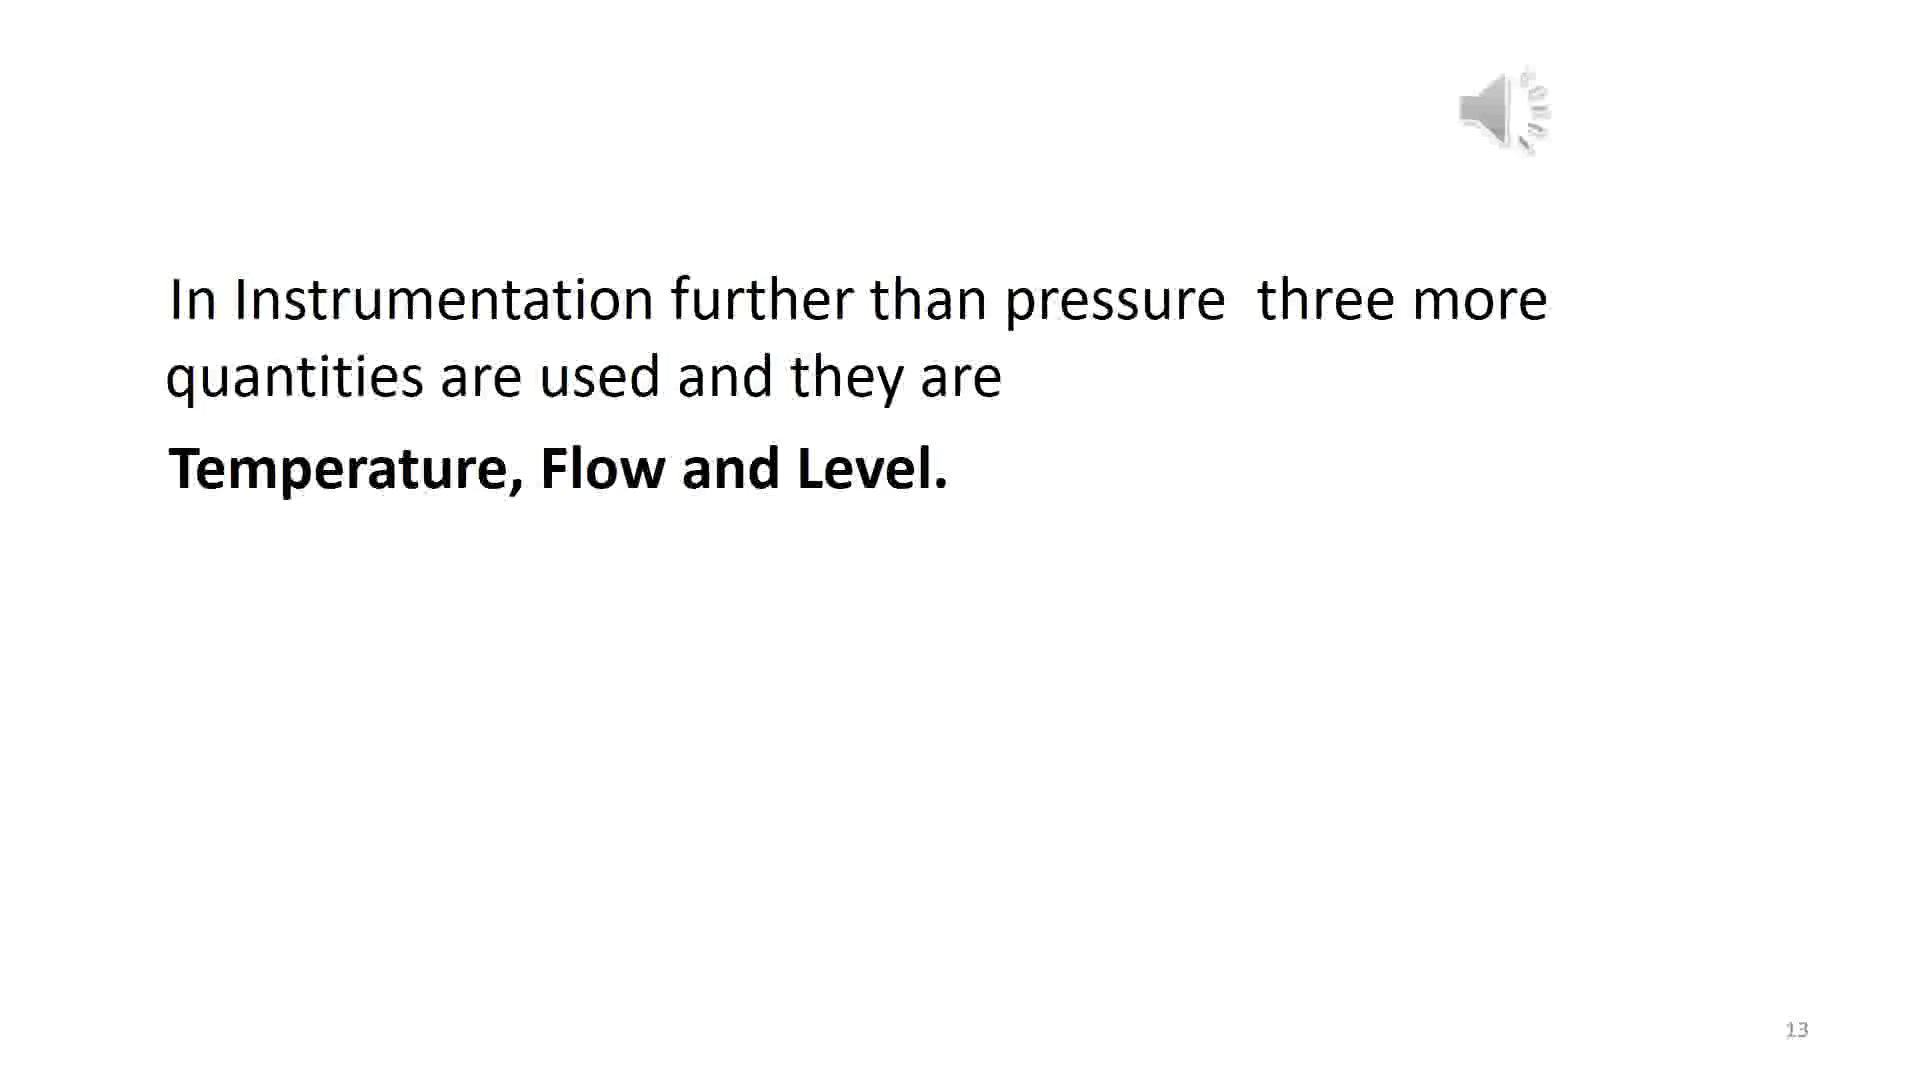 In Instrumentation further than pressure  three more
quantities are used and they are
Temperature, Flow and Level.
13